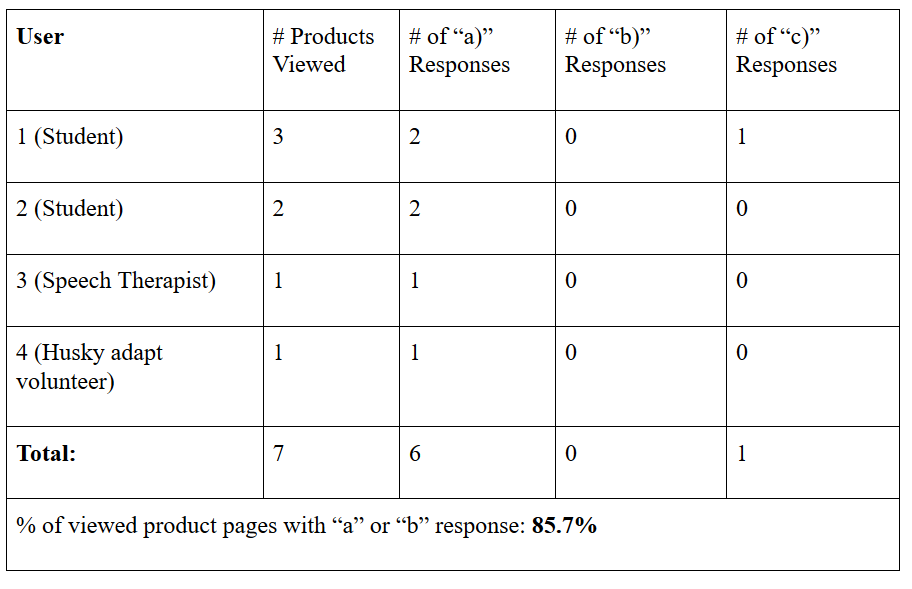 User # Products Viewed # of “a)” Responses # of “b)” Responses # of “c)” Responses
1 (Student) 3 2 0 1
2 (Student) 2 2 0 0
3 (Speech Therapist) 1 1 0 0
4 (Husky adapt volunteer) 1 1 0 0
Total: 7 6 0 1
% of viewed product pages with “a” or “b” response: 85.7%